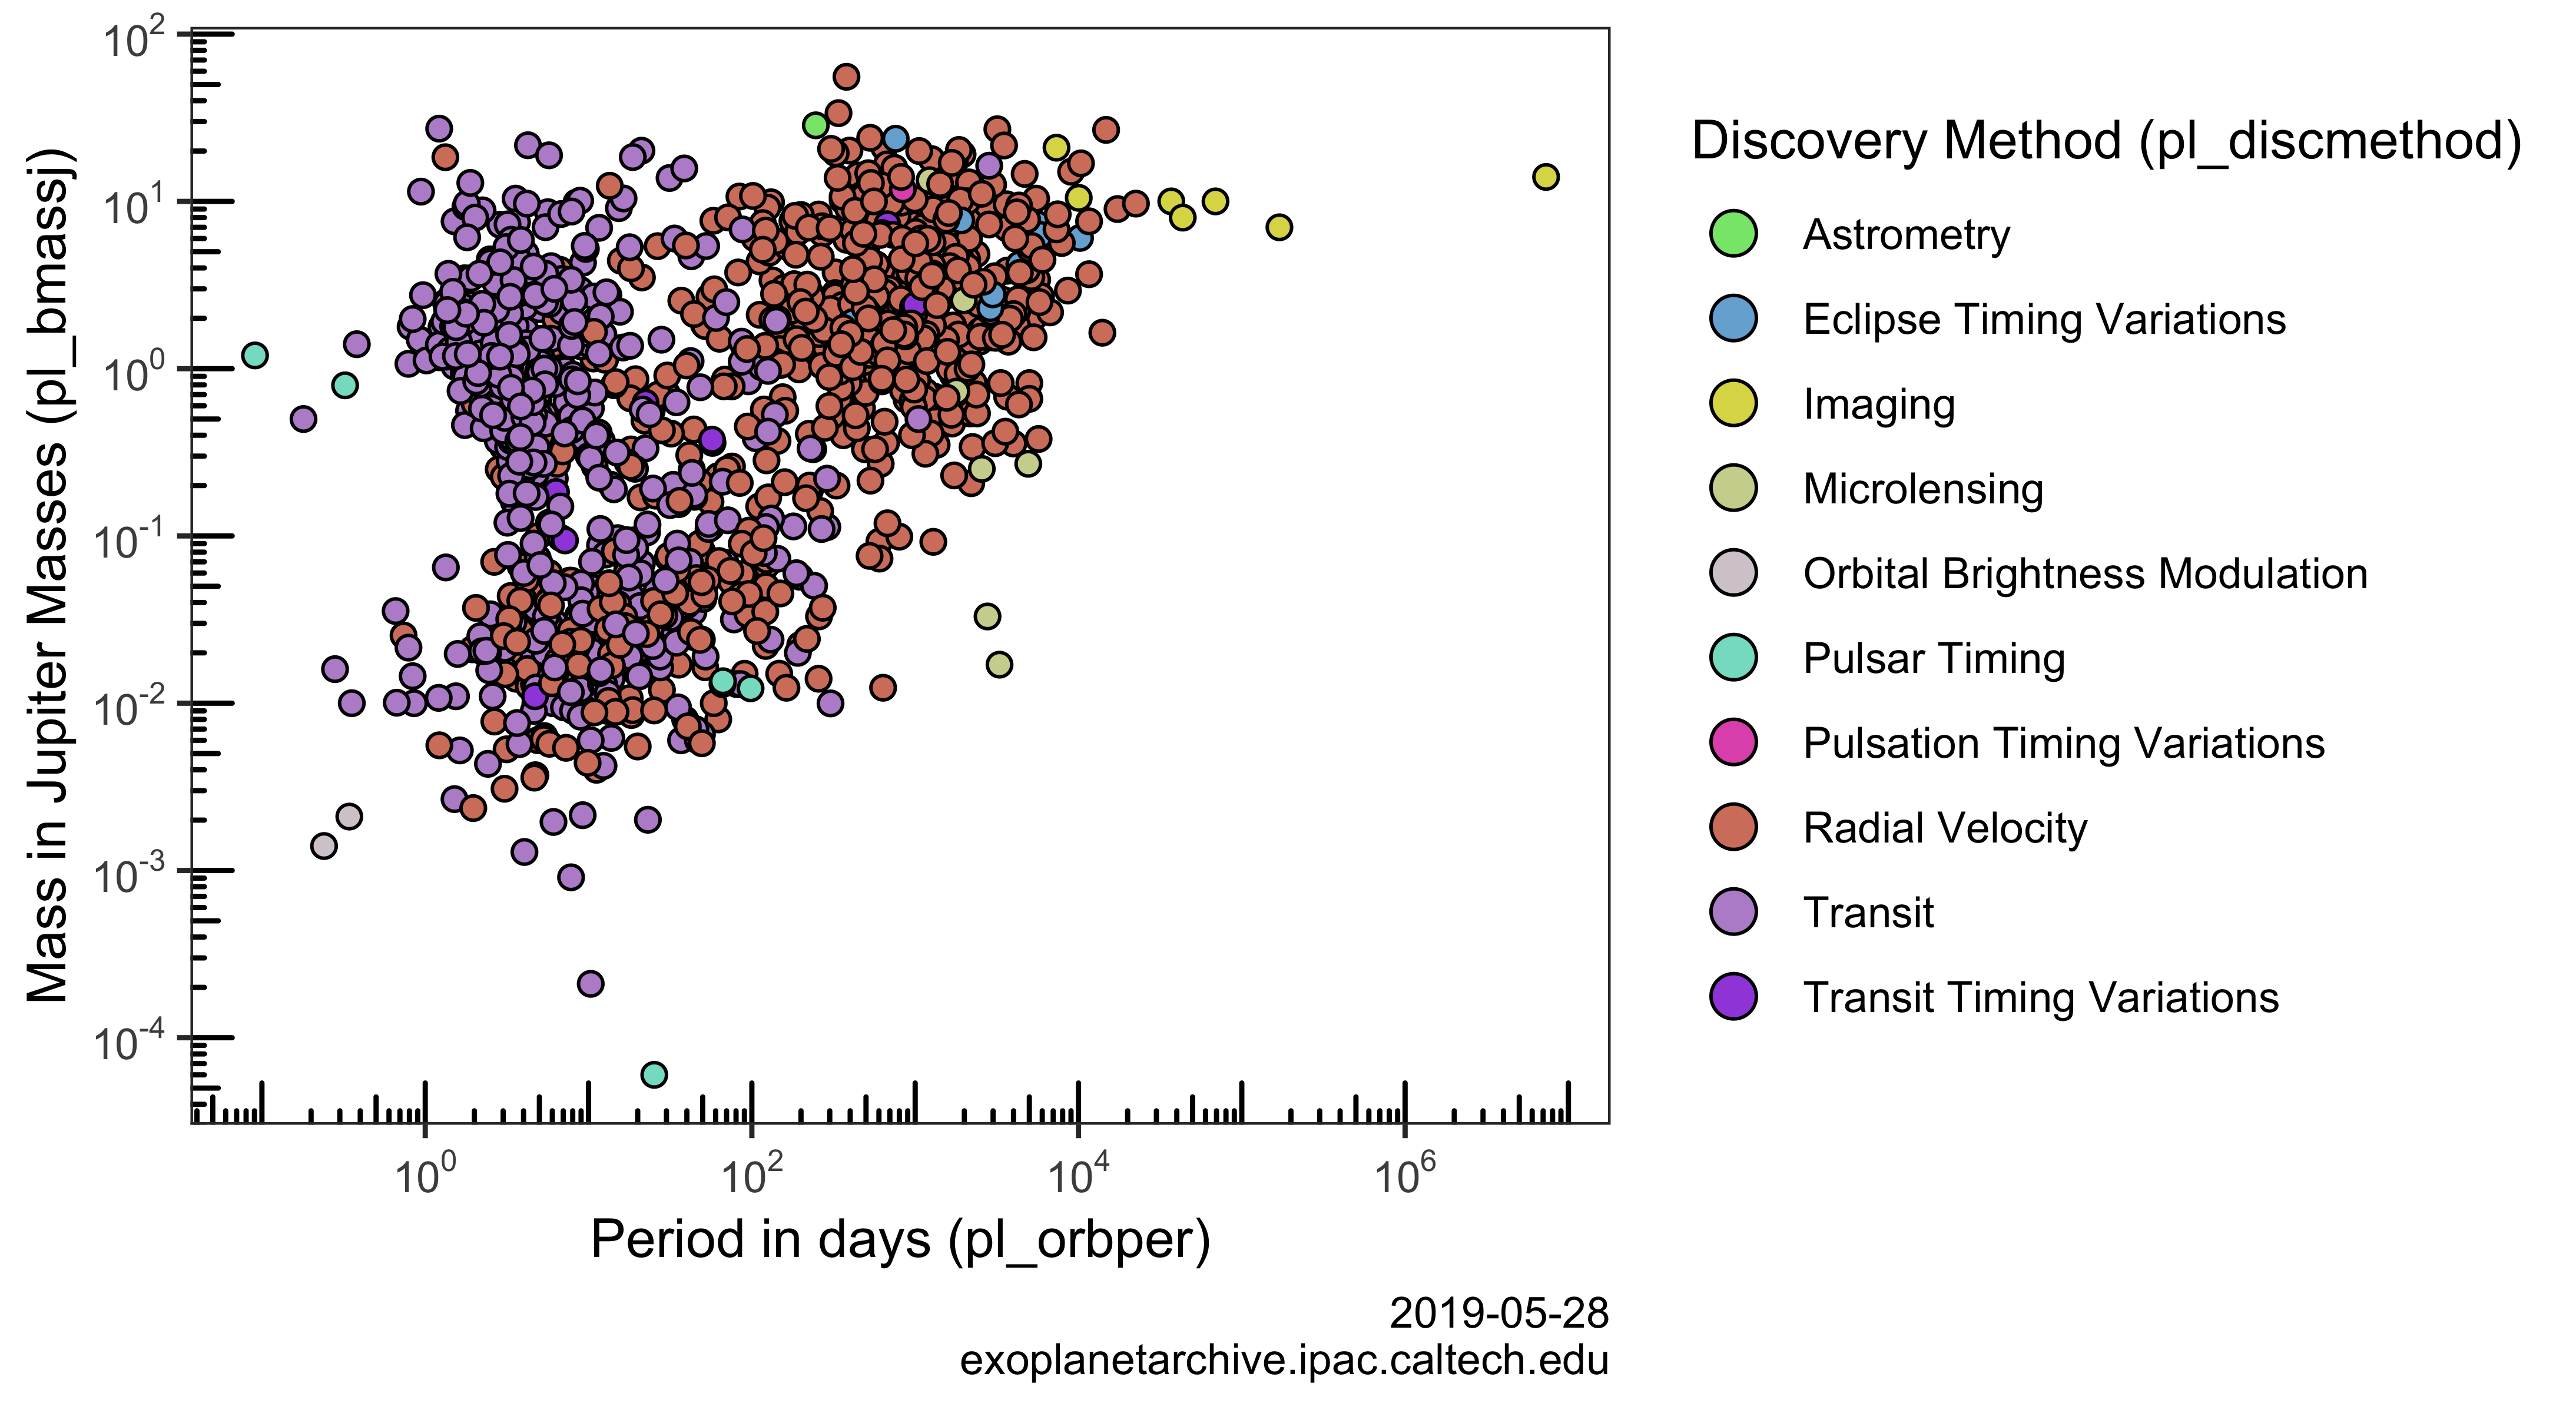 10²
10¹
10⁰
10⁻¹
10⁻²
10⁻³
10⁻⁴
Mass in Jupiter Masses (pl_bmassj)
10⁰ 10² 10⁴ 10⁶
Period in days (pl_orbper)
2019-05-28
exoplanetarchive.ipac.caltech.edu
Discovery Method (pl_discmethod)
Astrometry
Eclipse Timing Variations
Imaging
Microlensing
Orbital Brightness Modulation
Pulsar Timing
Pulsation Timing Variations
Radial Velocity
Transit
Transit Timing Variations